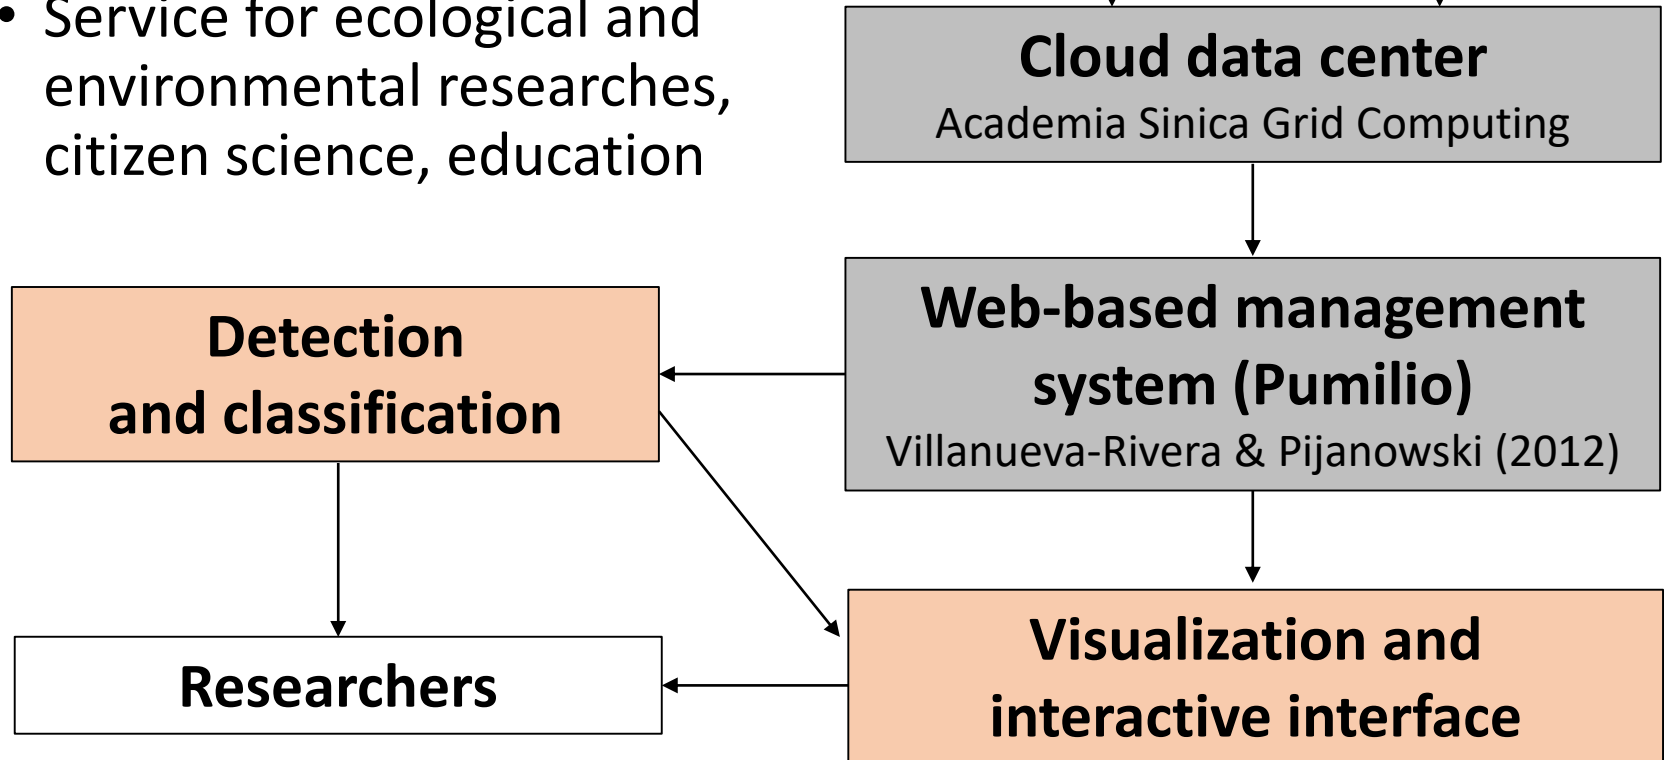 • Service for ecological and
environmental researches,
citizen science, education
Cloud data center
Academia Sinica Grid Computing
Web-based management
system (Pumilio)
Villanueva-Rivera & Pijanowski (2012)
Detection
and classification
Visualization and
interactive interface
Researchers